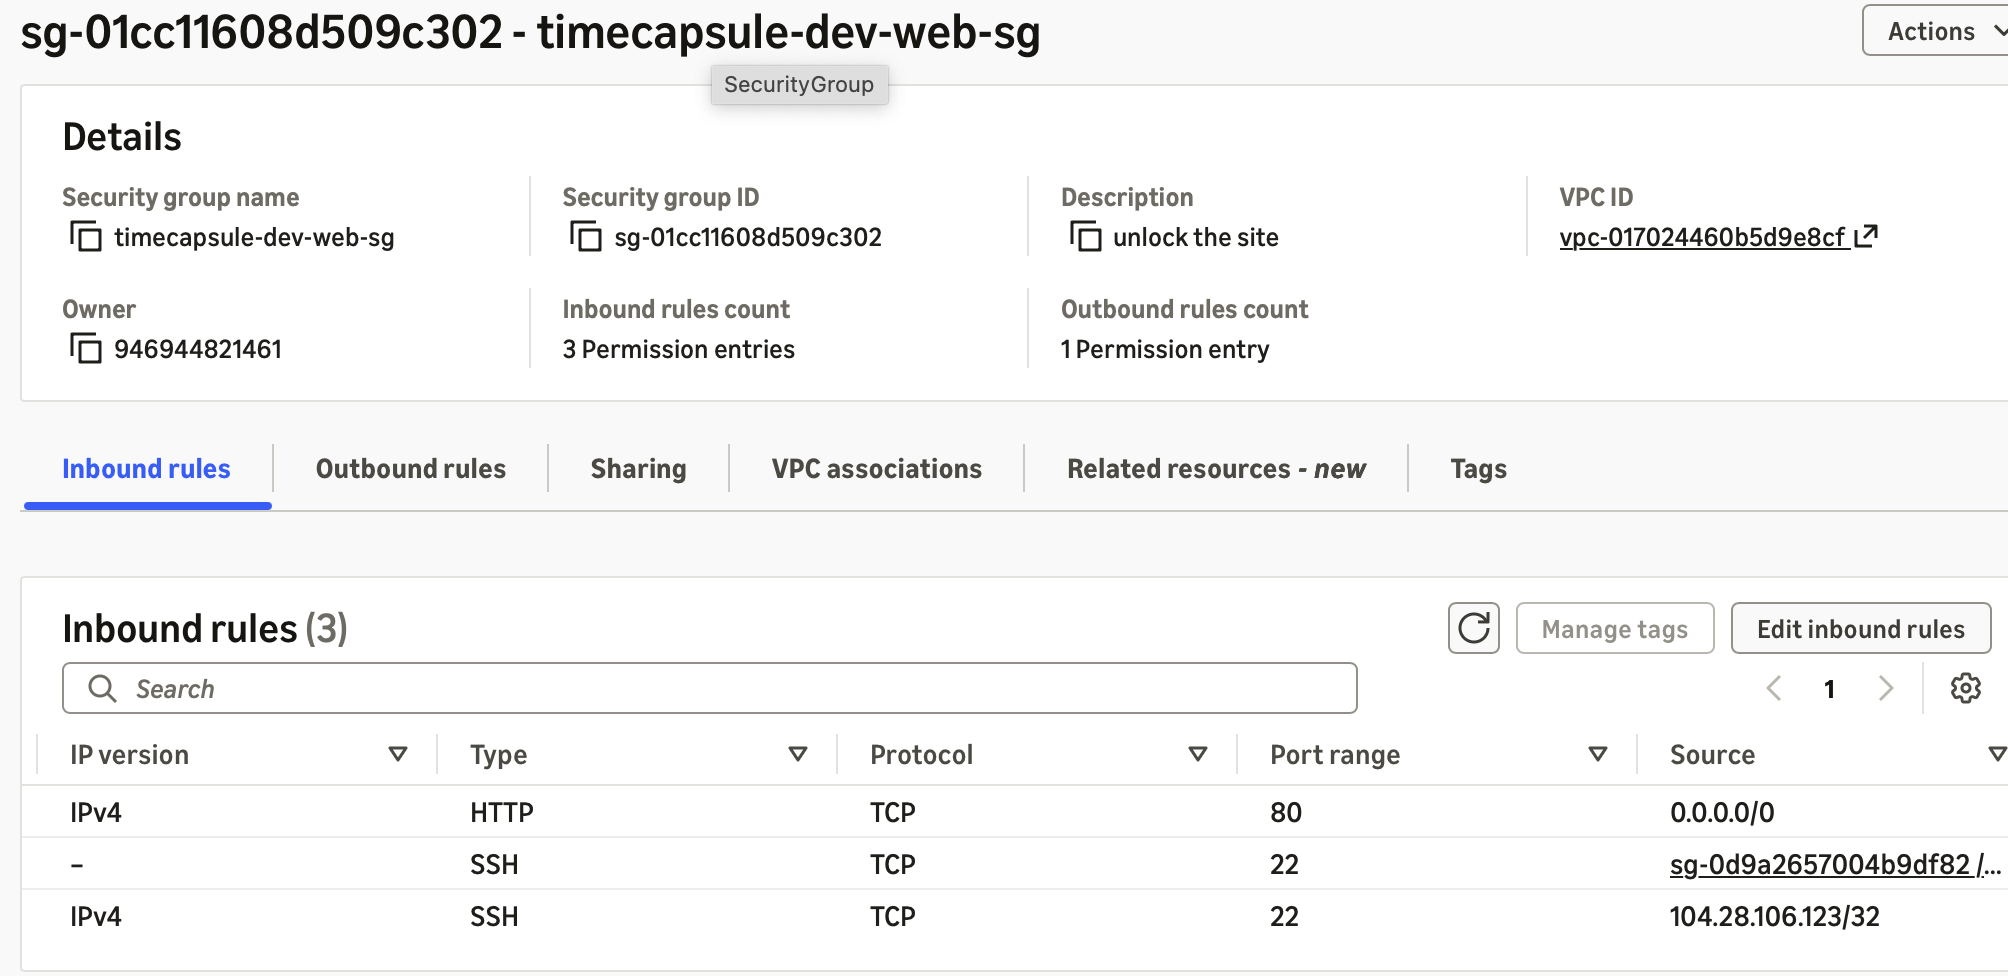 sg-01cc11608d509c302 - timecapsule-dev-web-sg
Actions
SecurityGroup
Details
Security group name
timecapsule-dev-web-sg
Security group ID
sg-01cc11608d509c302
Description
unlock the site
VPC ID
vpc-017024460b5d9e8cf
Owner
946944821461
Inbound rules count
3 Permission entries
Outbound rules count
1 Permission entry
Inbound rules
Outbound rules
Sharing
VPC associations
Related resources - new
Tags
Inbound rules (3)
Manage tags
Edit inbound rules
Search
1
IP version Type Protocol Port range Source
IPv4 HTTP TCP 80 0.0.0.0/0
– SSH TCP 22 sg-0d9a2657004b9df82 /...
IPv4 SSH TCP 22 104.28.106.123/32